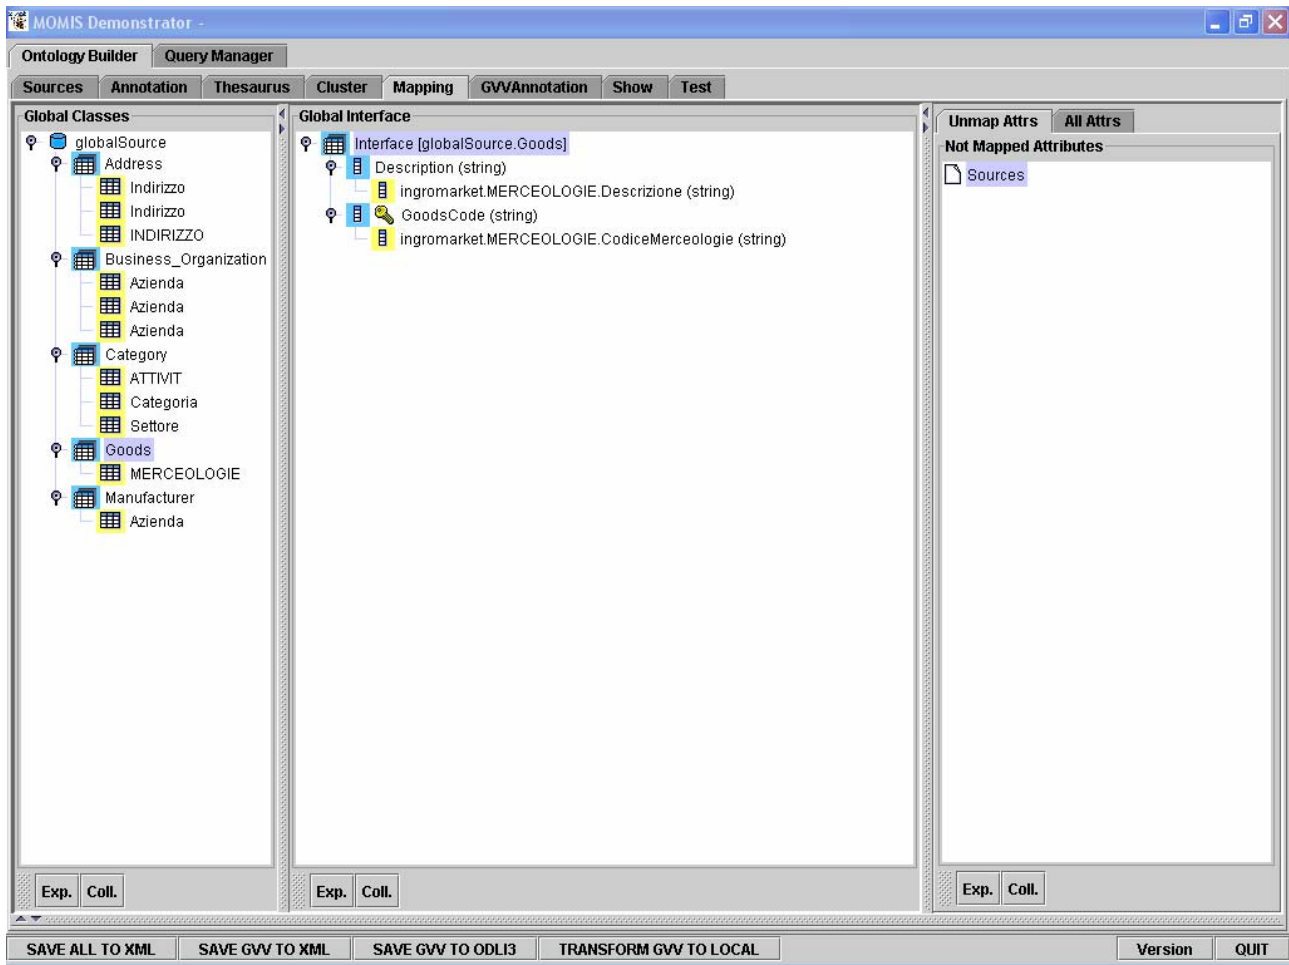 MOMIS Demonstrator -
Ontology Builder Query Manager
Sources Annotation Thesaurus Cluster Mapping GVVAnnotation Show Test
Global Classes
globalSource
Address
Indirizzo
Indirizzo
INDIRIZZO
Business_Organization
Azienda
Azienda
Azienda
Category
ATTIVIT
Categoria
Settore
Goods
MERCEOLOGIE
Manufacturer
Azienda
Exp. Coll.
Global Interface
Interface [globalSource.Goods]
Description (string)
ingromarket.MERCEOLOGIE.Descrizione (string)
GoodsCode (string)
ingromarket.MERCEOLOGIE.CodiceMerceologie (string)
Exp. Coll.
Unmap Attrs All Attrs
Not Mapped Attributes
Sources
Exp. Coll.
SAVE ALL TO XML SAVE GVV TO XML SAVE GVV TO ODLI3 TRANSFORM GVV TO LOCAL Version QUIT